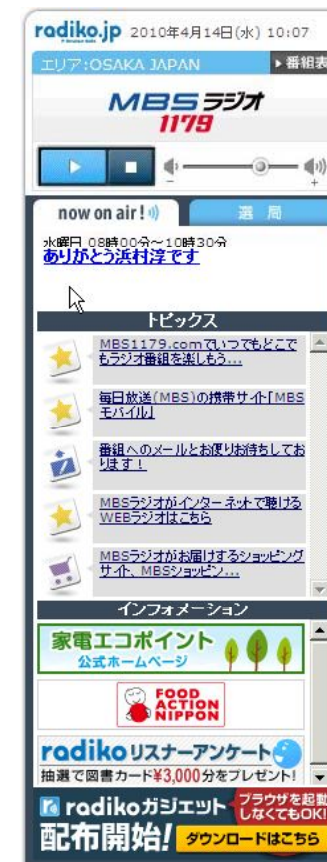 radiko.jp 2010年4月14日(水) 10:07
エリア:OSAKA JAPAN ▶番組表
MBSラジオ
1179
− +
now on air! 選 局
水曜日 08時00分～10時30分
ありがとう浜村淳です
トピックス
MBS1179.comでいつでもどこで
もラジオ番組を楽しもう...
毎日放送(MBS)の携帯サイト「MBS
モバイル」
番組へのメールとお便りお待ちしてお
ります！
MBSラジオがインターネットで聴ける
WEBラジオはこちら
MBSラジオがお届けするショッピング
サイト、MBSショッピン...
インフォメーション
家電エコポイント
公式ホームページ
FOOD
ACTION
NIPPON
radikoリスナーアンケート
抽選で図書カード¥3,000分をプレゼント!
radikoガジェット
ブラウザを起動
しなくてもOK!
配布開始!
ダウンロードはこちら